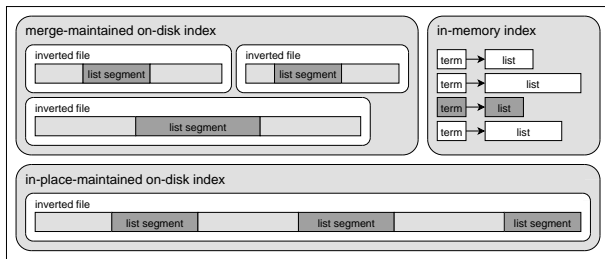 merge-maintained on-disk index
inverted file
list segment
inverted file
list segment
inverted file
list segment
in-memory index
term list
term list
term list
term list
in-place-maintained on-disk index
inverted file
list segment list segment list segment